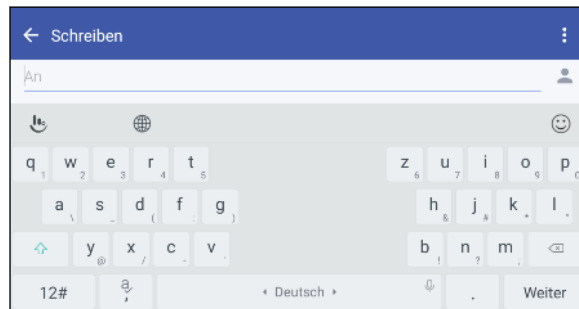 Schreiben
An
q 1 w 2 e 3 r 4 t 5 z 6 u 7 i 8 o 9 p 0
a \ s _ d ( f : g ) h & j # k * l
y @ x / c - v ' b ! n ? m ;
12# a, Deutsch . Weiter